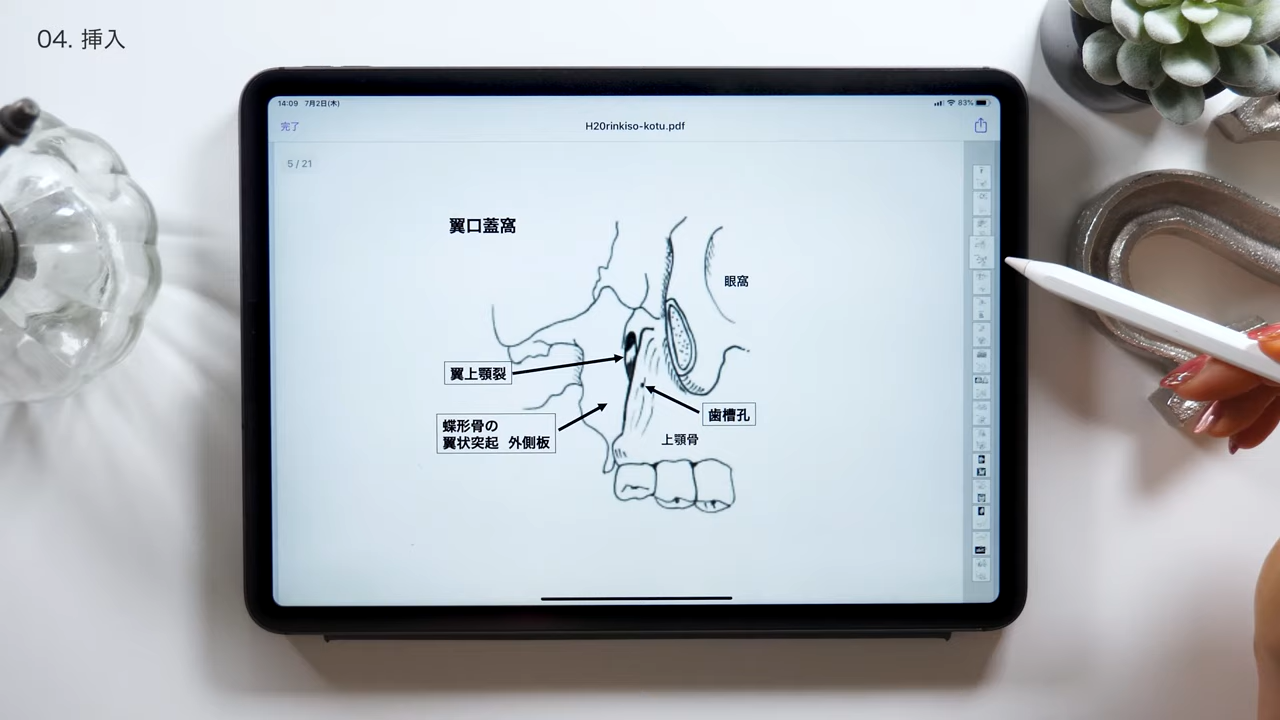 04. 挿入
14:09 7月2日(木)
83%
完了
H20rinkiso-kotu.pdf
5 / 21
翼口蓋窩
眼窩
翼上顎裂
歯槽孔
蝶形骨の
翼状突起 外側板
上顎骨